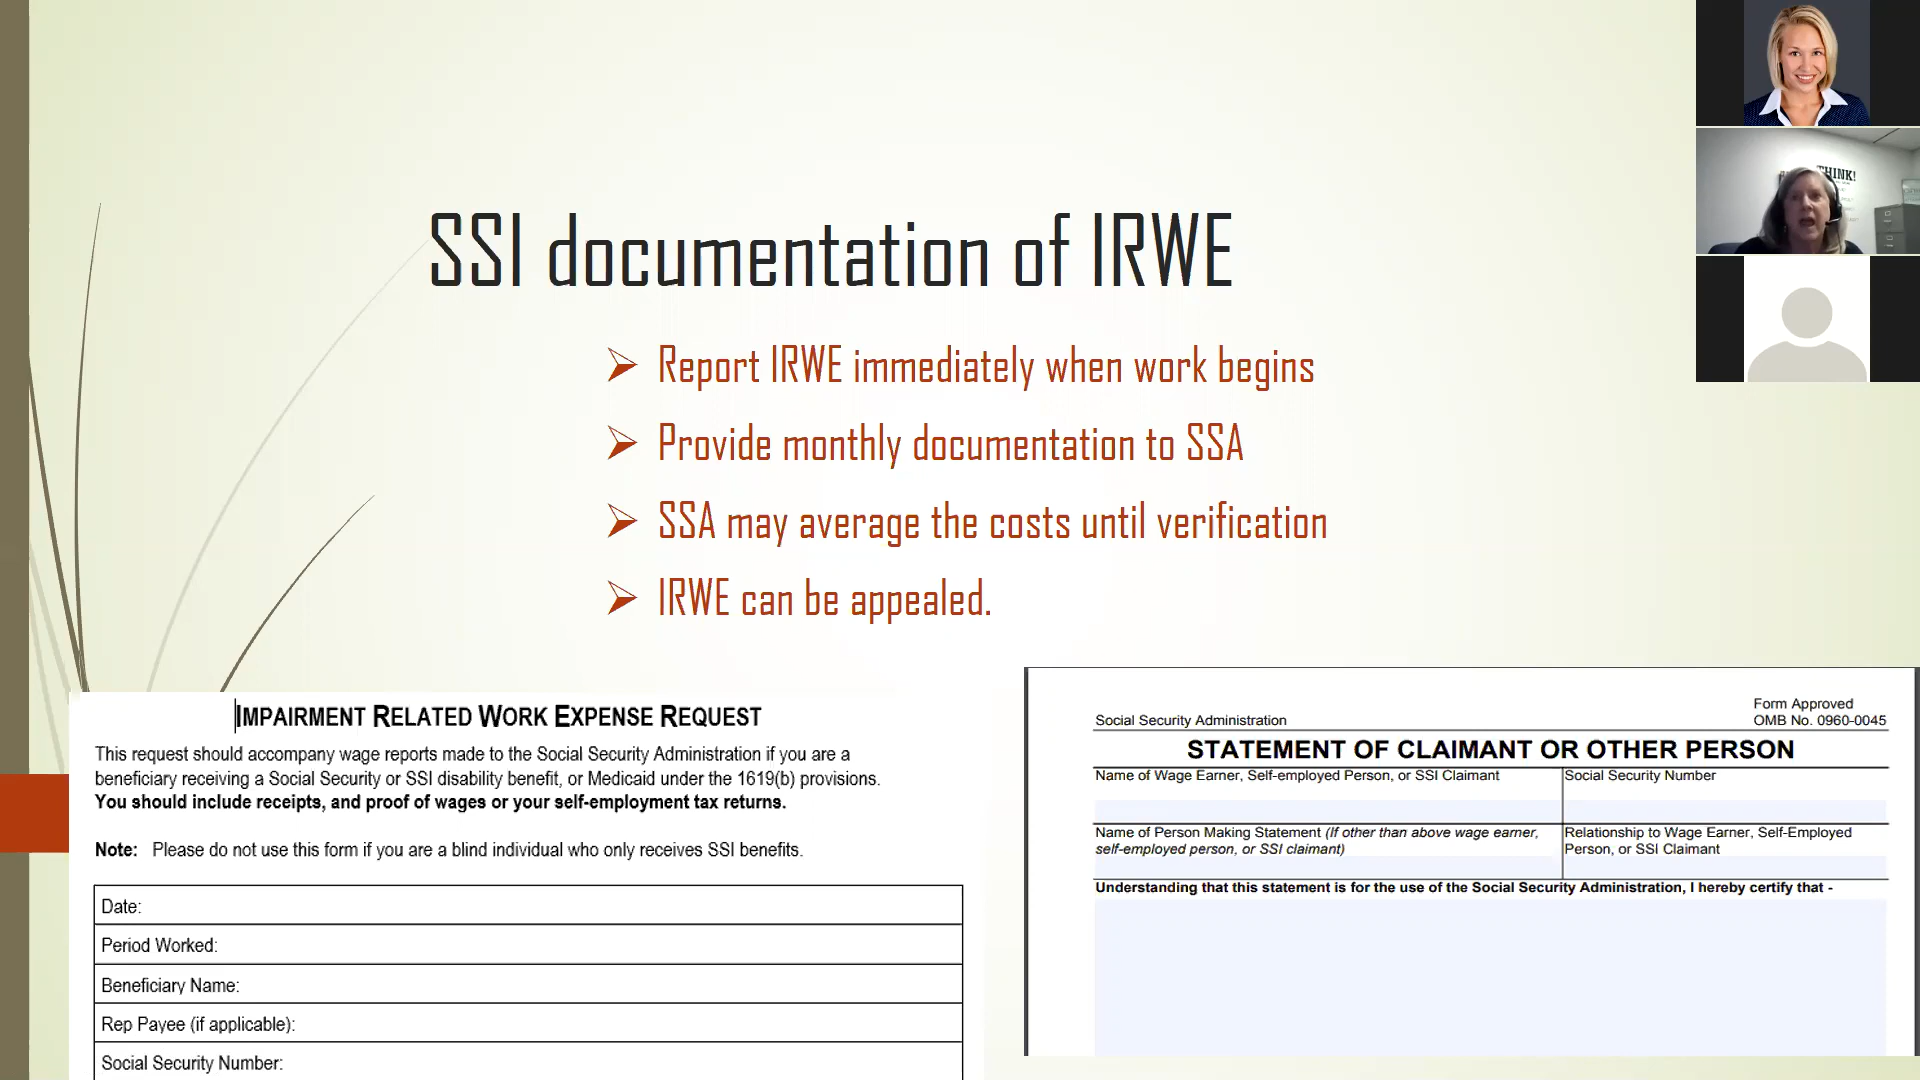 SSI documentation of IRWE
Report IRWE immediately when work begins
Provide monthly documentation to SSA
SSA may average the costs until verification
IRWE can be appealed.
IMPAIRMENT RELATED WORK EXPENSE REQUEST
This request should accompany wage reports made to the Social Security Administration if you are a
beneficiary receiving a Social Security or SSI disability benefit, or Medicaid under the 1619(b) provisions.
You should include receipts, and proof of wages or your self-employment tax returns.
Note: Please do not use this form if you are a blind individual who only receives SSI benefits.
Date:
Period Worked:
Beneficiary Name:
Rep Payee (if applicable):
Social Security Number:
Form Approved
Social Security Administration
OMB No. 0960-0045
STATEMENT OF CLAIMANT OR OTHER PERSON
Name of Wage Earner, Self-employed Person, or SSI Claimant
Social Security Number
Name of Person Making Statement (If other than above wage earner,
self-employed person, or SSI claimant)
Relationship to Wage Earner, Self-Employed
Person, or SSI Claimant
Understanding that this statement is for the use of the Social Security Administration, I hereby certify that -
THINK!